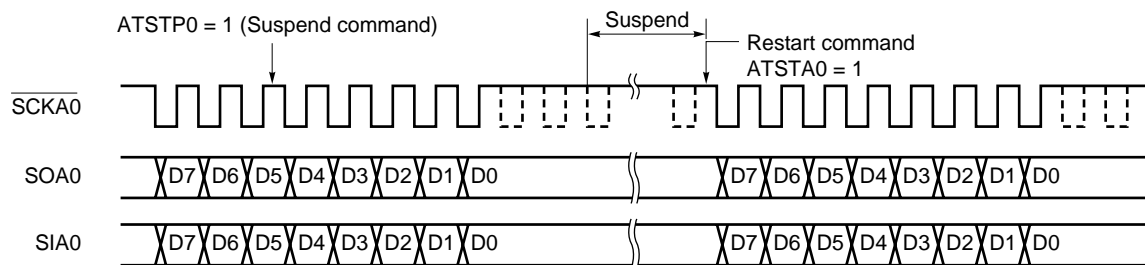 ATSTP0 = 1 (Suspend command)
Suspend
Restart command
ATSTA0 = 1
SCKA0
SOA0
D7 D6 D5 D4 D3 D2 D1 D0
D7 D6 D5 D4 D3 D2 D1 D0
SIA0
D7 D6 D5 D4 D3 D2 D1 D0
D7 D6 D5 D4 D3 D2 D1 D0